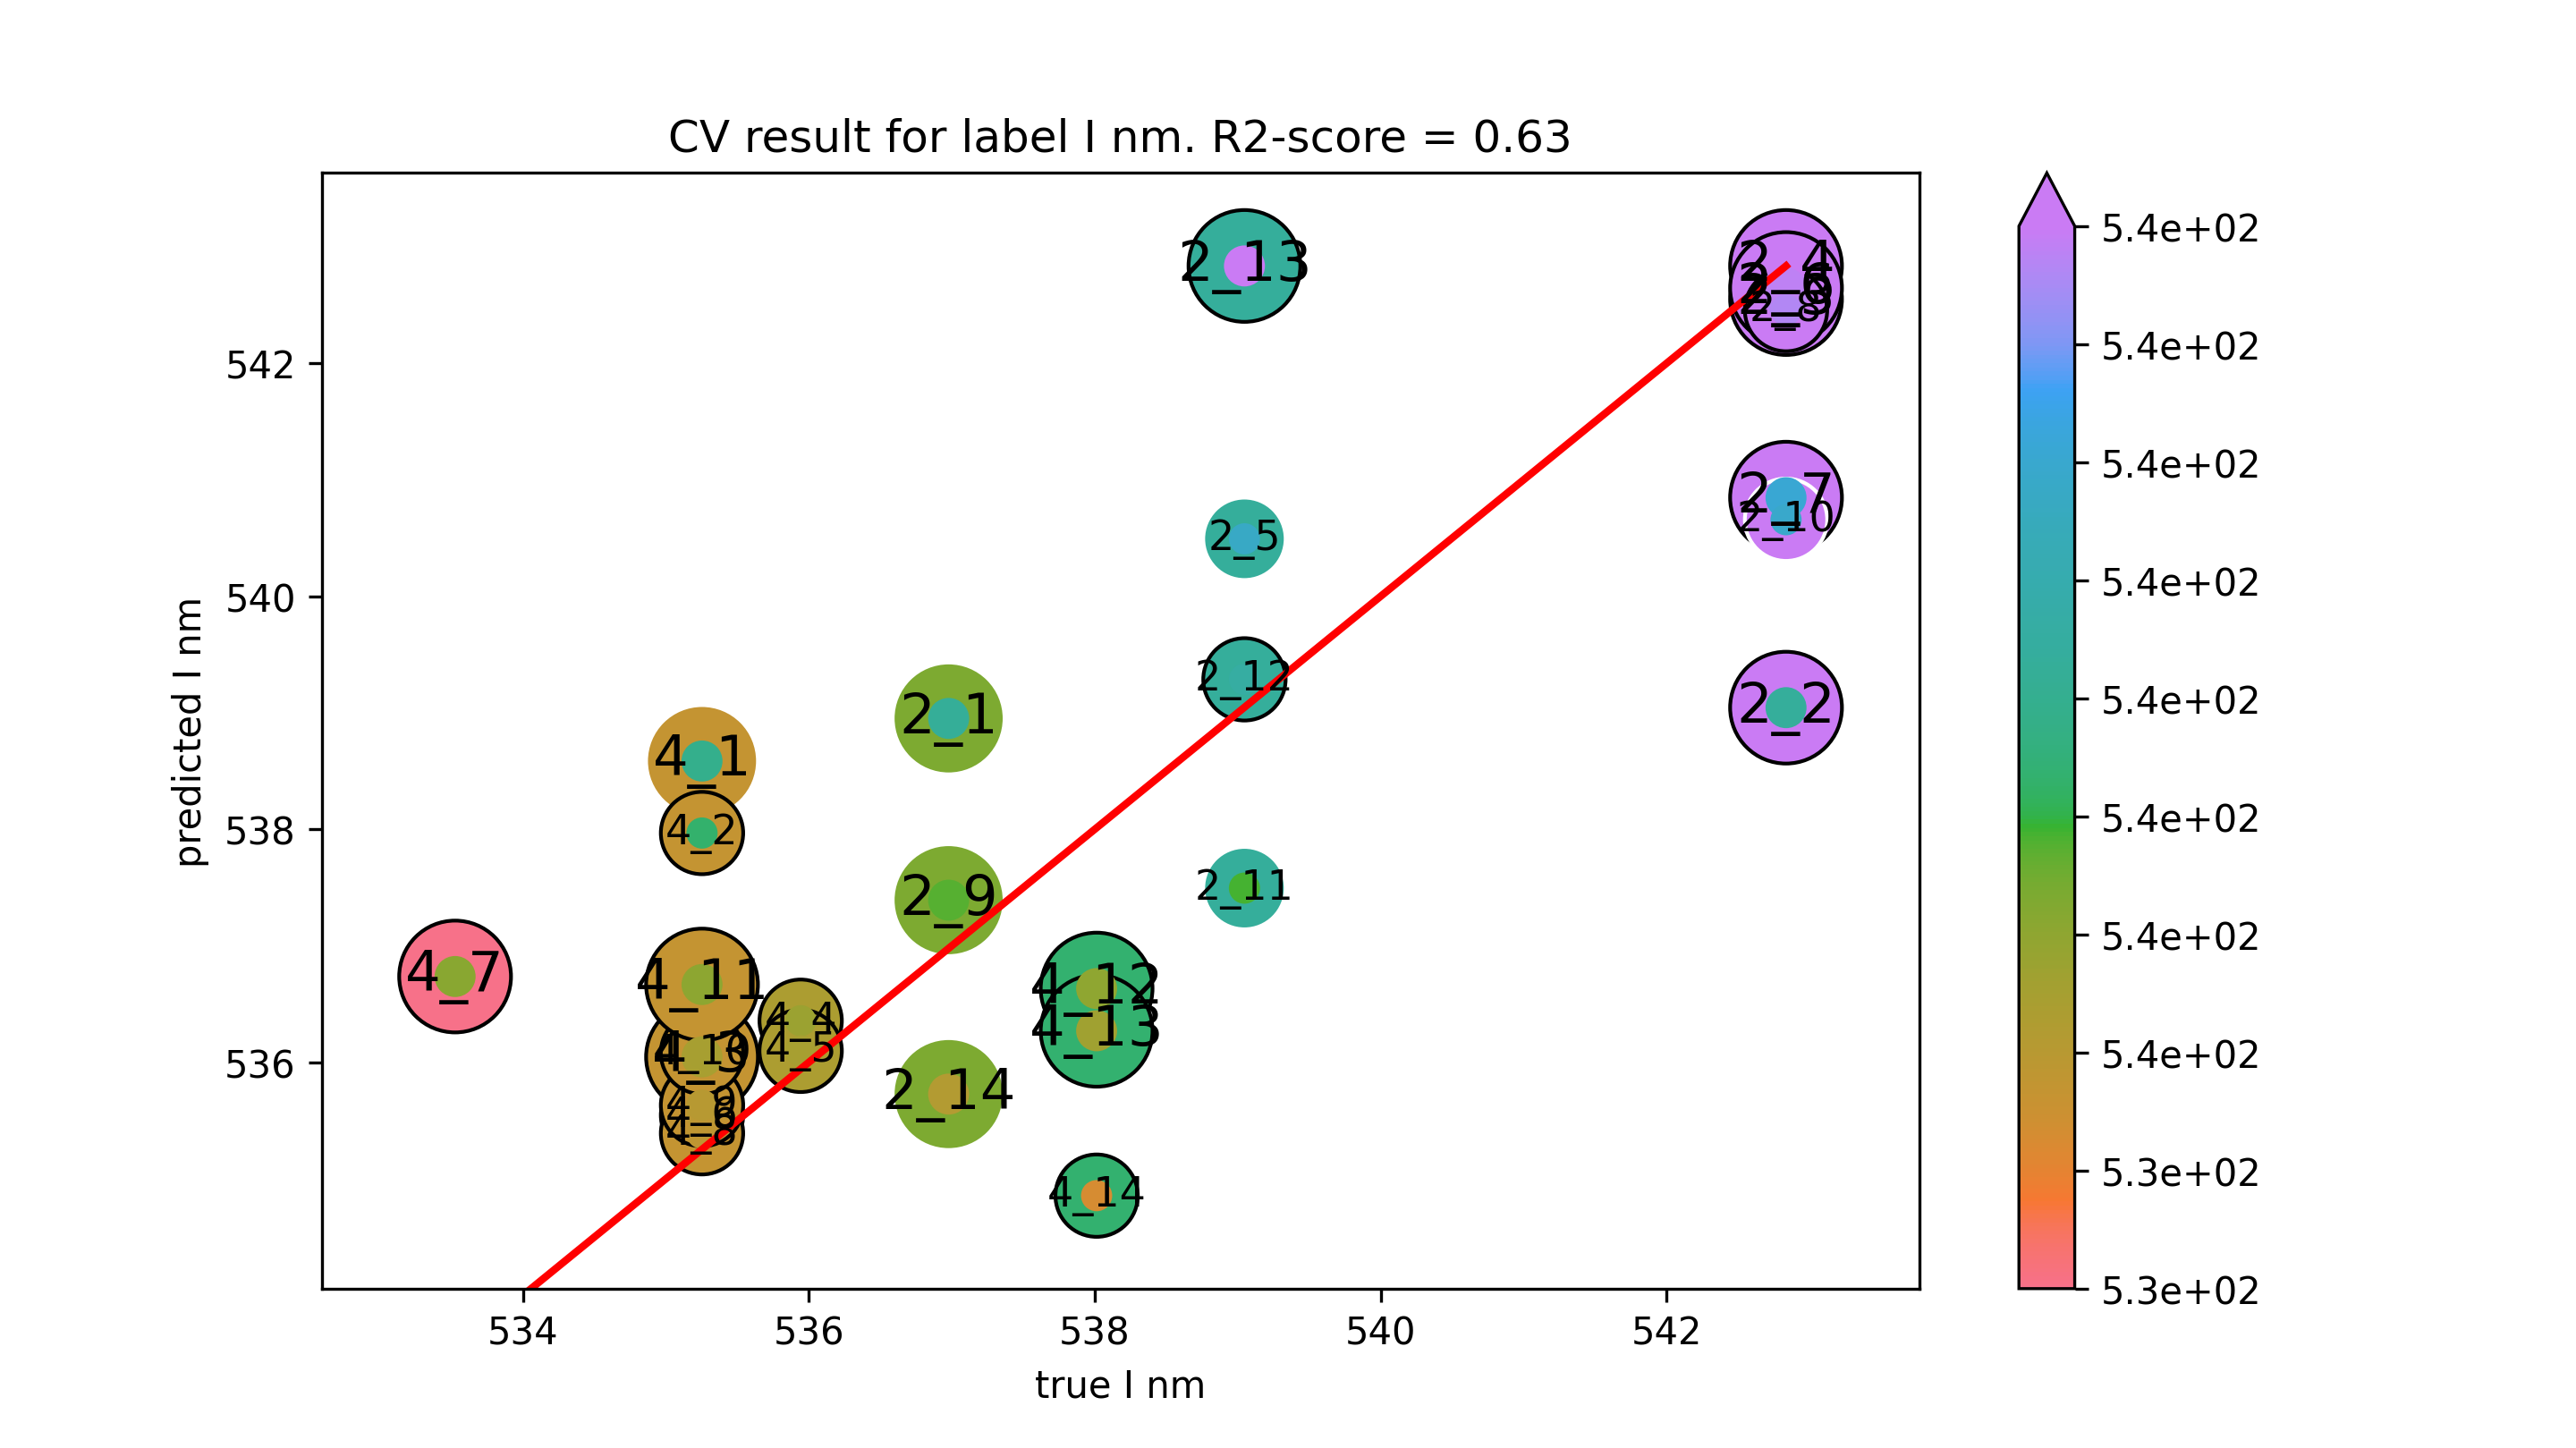 CV result for label I nm. R2-score = 0.63
predicted I nm
542
540
538
536
534
536
538
540
542
true I nm
2_13
2_4
2_8
2_7
2_10
2_5
2_12
2_2
2_1
4_1
4_2
2_9
2_11
4_7
4_11
4_12
4_13
4_4
4_5
4_10
2_14
4_8
4_14
5.4e+02
5.4e+02
5.4e+02
5.4e+02
5.4e+02
5.4e+02
5.4e+02
5.4e+02
5.3e+02
5.3e+02